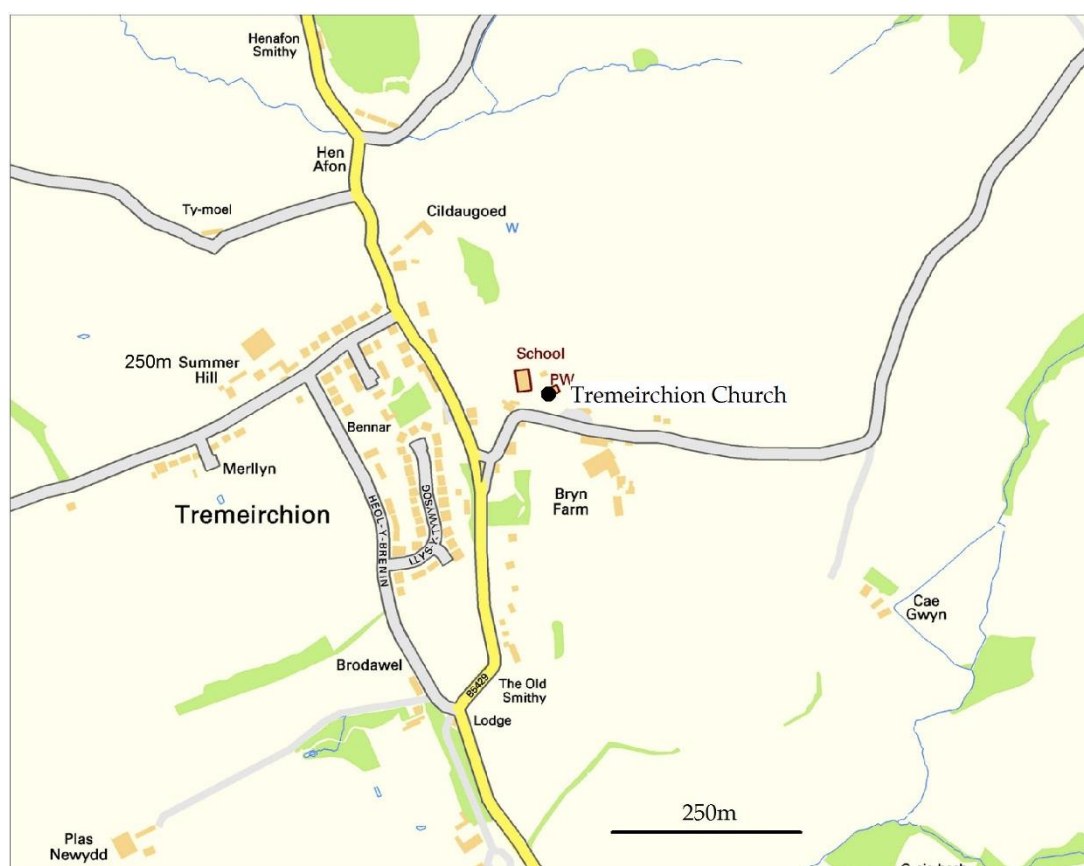 Henafon
Smithy
Hen
Afon
Ty-moel
Cildaugoed
W
250m Summer
Hill
School
PW
Tremeirchion Church
Bennar
Merllyn
Tremeirchion
HEOL-Y-BRENIN
LLYS Y TYWYSOG
Bryn
Farm
Cae
Gwyn
Brodawel
B5429
The Old
Smithy
Lodge
250m
Plas
Newydd